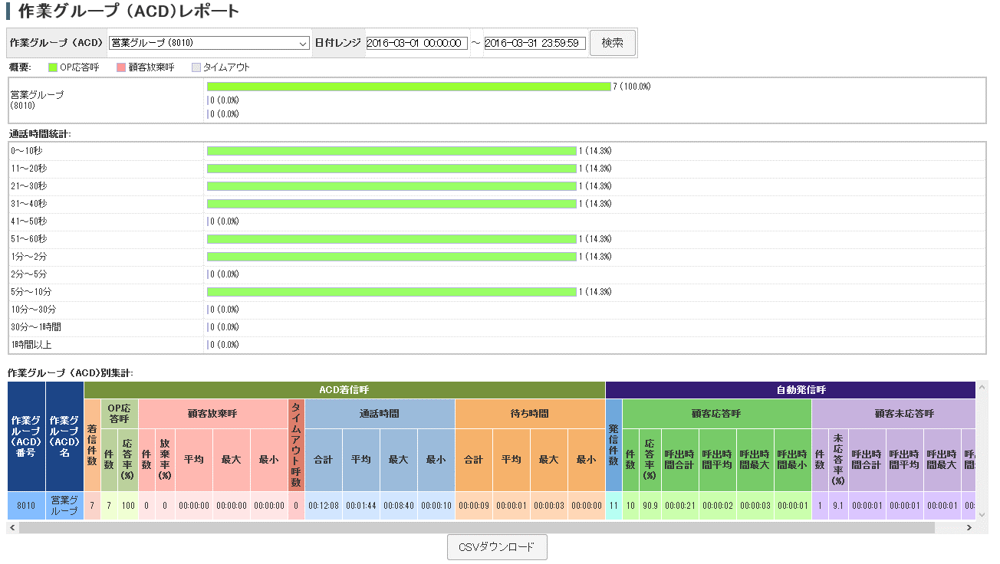 作業グループ（ACD）レポート
作業グループ（ACD） 営業グループ (8010) 日付レンジ 2016-03-01 00:00:00 ～ 2016-03-31 23:59:59 検索
概要: OP応答呼 顧客放棄呼 タイムアウト
営業グループ
(8010)
7 (100.0%)
0 (0.0%)
0 (0.0%)
通話時間統計:
0～10秒 1 (14.3%)
11～20秒 1 (14.3%)
21～30秒 1 (14.3%)
31～40秒 1 (14.3%)
41～50秒 0 (0.0%)
51～60秒 1 (14.3%)
1分～2分 1 (14.3%)
2分～5分 0 (0.0%)
5分～10分 1 (14.3%)
10分～30分 0 (0.0%)
30分～1時間 0 (0.0%)
1時間以上 0 (0.0%)
作業グループ（ACD）別集計:
作業グループ（ACD）番号 作業グループ（ACD）名 ACD着信呼 自動発信呼
着信件数 OP応答呼 顧客放棄呼 タイムアウト呼数 通話時間 待ち時間 発信件数 顧客応答呼 顧客未応答呼
件数 応答率(%) 件数 放棄率(%) 平均 最大 最小 合計 平均 最大 最小 合計 平均 最大 最小 件数 応答率(%) 呼出時間合計 呼出時間平均 呼出時間最大 呼出時間最小 件数 未応答率(%) 呼出時間合計 呼出時間平均 呼出時間最大
8010 営業グループ 7 7 100 0 0 00:00:00 00:00:00 00:00:00 0 00:12:08 00:01:44 00:08:40 00:00:10 00:00:09 00:00:01 00:00:03 00:00:00 11 10 90.9 00:00:21 00:00:02 00:00:03 00:00:01 1 9.1 00:00:01 00:00:01 00:00:01 00:
CSVダウンロード